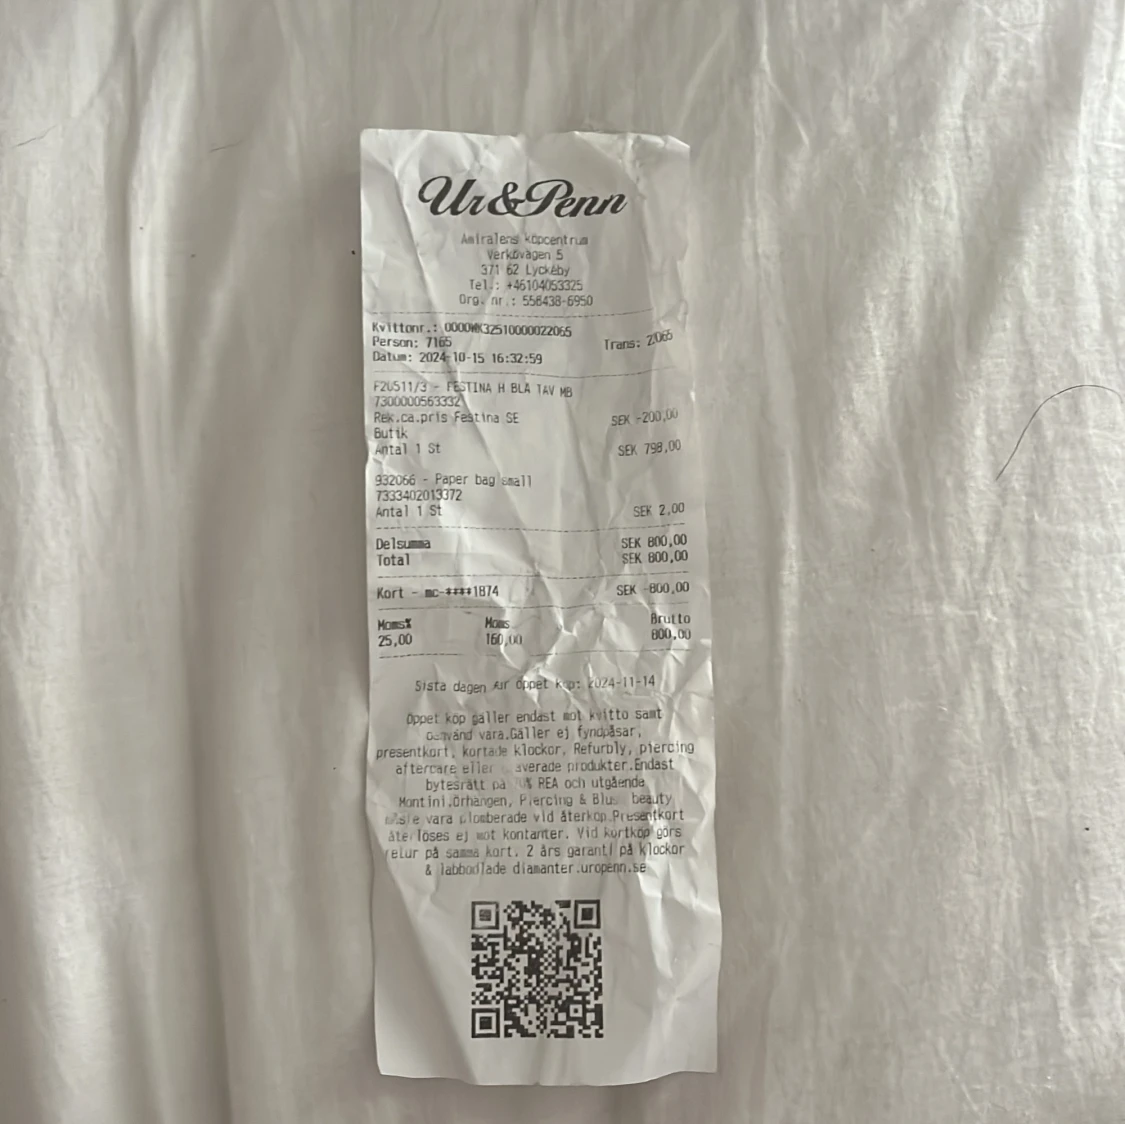 Ur&Penn
Amiralens köpcentrum
Verkövägen 5
371 62 Lyckeby
Tel.: +46104053325
Org. nr.: 556438-6950
Kvittonr.: 0000WK32510000022065
Person: 7165 Trans: 22065
Datum: 2024-10-15 16:32:59
F20511/3 - FESTINA H BLA TAV MB
7300000563332
Rek.ca.pris Festina SE SEK -200,00
Butik
Antal 1 St SEK 798,00
932066 - Paper bag small
7333402013372
Antal 1 St SEK 2,00
Delsumma SEK 800,00
Total SEK 800,00
Kort - mc-****1874 SEK -800,00
Moms% Moms Brutto
25,00 160,00 800,00
Sista dagen för öppet köp: 2024-11-14
Öppet köp gäller endast mot kvitto samt
oanvänd vara.Gäller ej fyndpåsar,
presentkort, kortade klockor, Refurbly, piercing
aftercare eller averade produkter.Endast
bytesrätt på % REA och utgående
Montini.Örhängen, Piercing & Blus beauty
måste vara plomberade vid återköp.Presentkort
återlöses ej mot kontanter. Vid kortköp görs
retur på samma kort. 2 års garanti på klockor
& labbodlade diamanter.uropenn.se